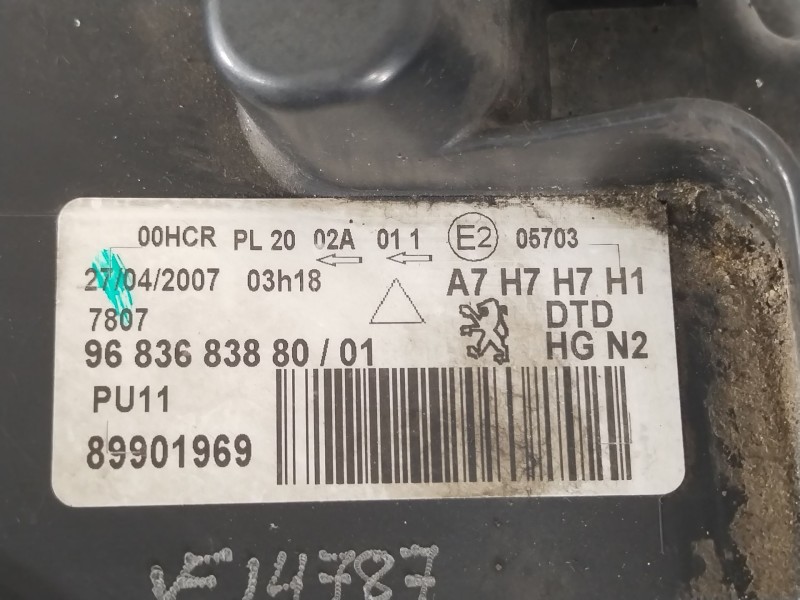 00HCR PL 20 02A 01 1 E2 05703
27/04/2007 03h18 A7 H7 H7 H1
7807 DTD
96 836 838 80 / 01 HG N2
PU11
89901969
VF14787